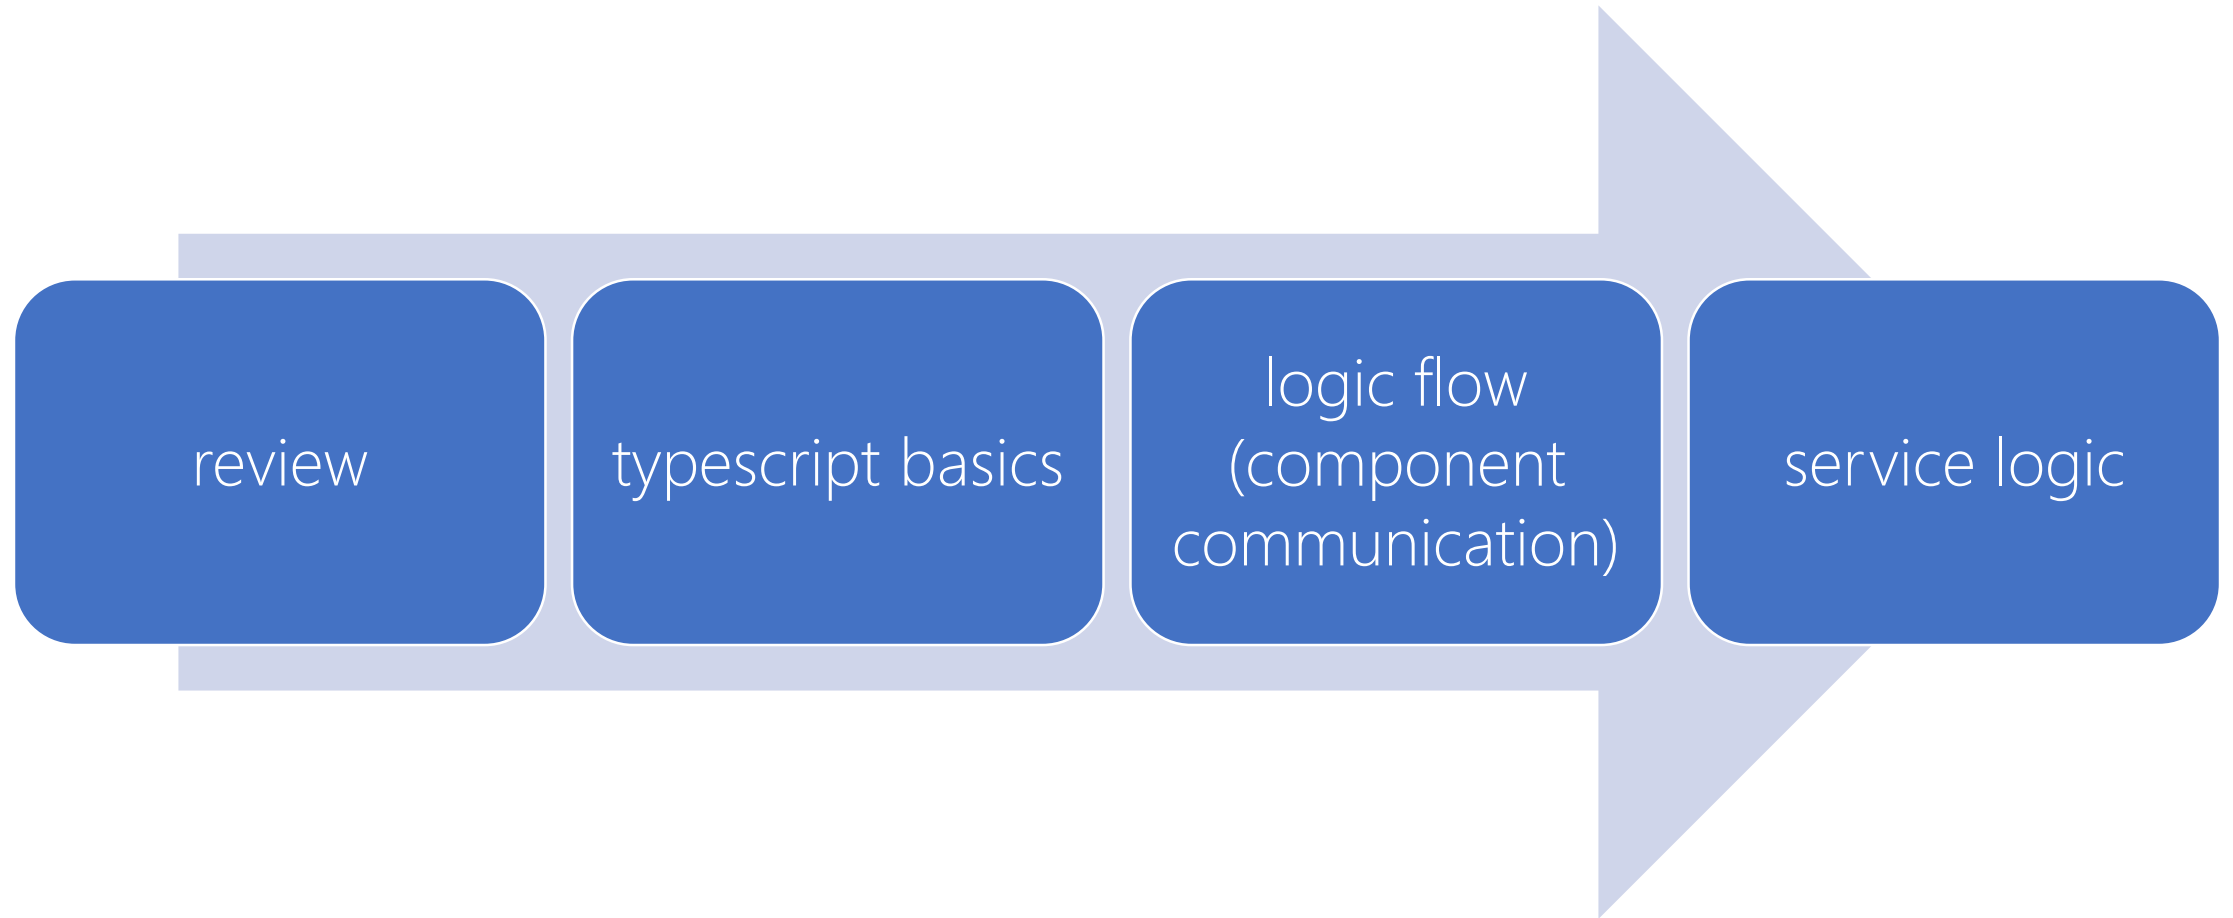 review
typescript basics
logic flow
(component
communication)
service logic